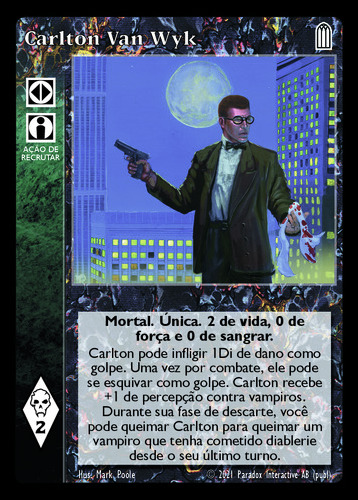 Carlton Van Wyk
AÇÃO DE
RECRUTAR
Mortal. Única. 2 de vida, 0 de
força e 0 de sangrar.
Carlton pode infligir 1Di de dano como
golpe. Uma vez por combate, ele pode
se esquivar como golpe. Carlton recebe
+1 de percepção contra vampiros.
Durante sua fase de descarte, você
pode queimar Carlton para queimar um
vampiro que tenha cometido diablerie
desde o seu último turno.
2
Illus: Mark Poole © 2021 Paradox Interactive AB (publ)